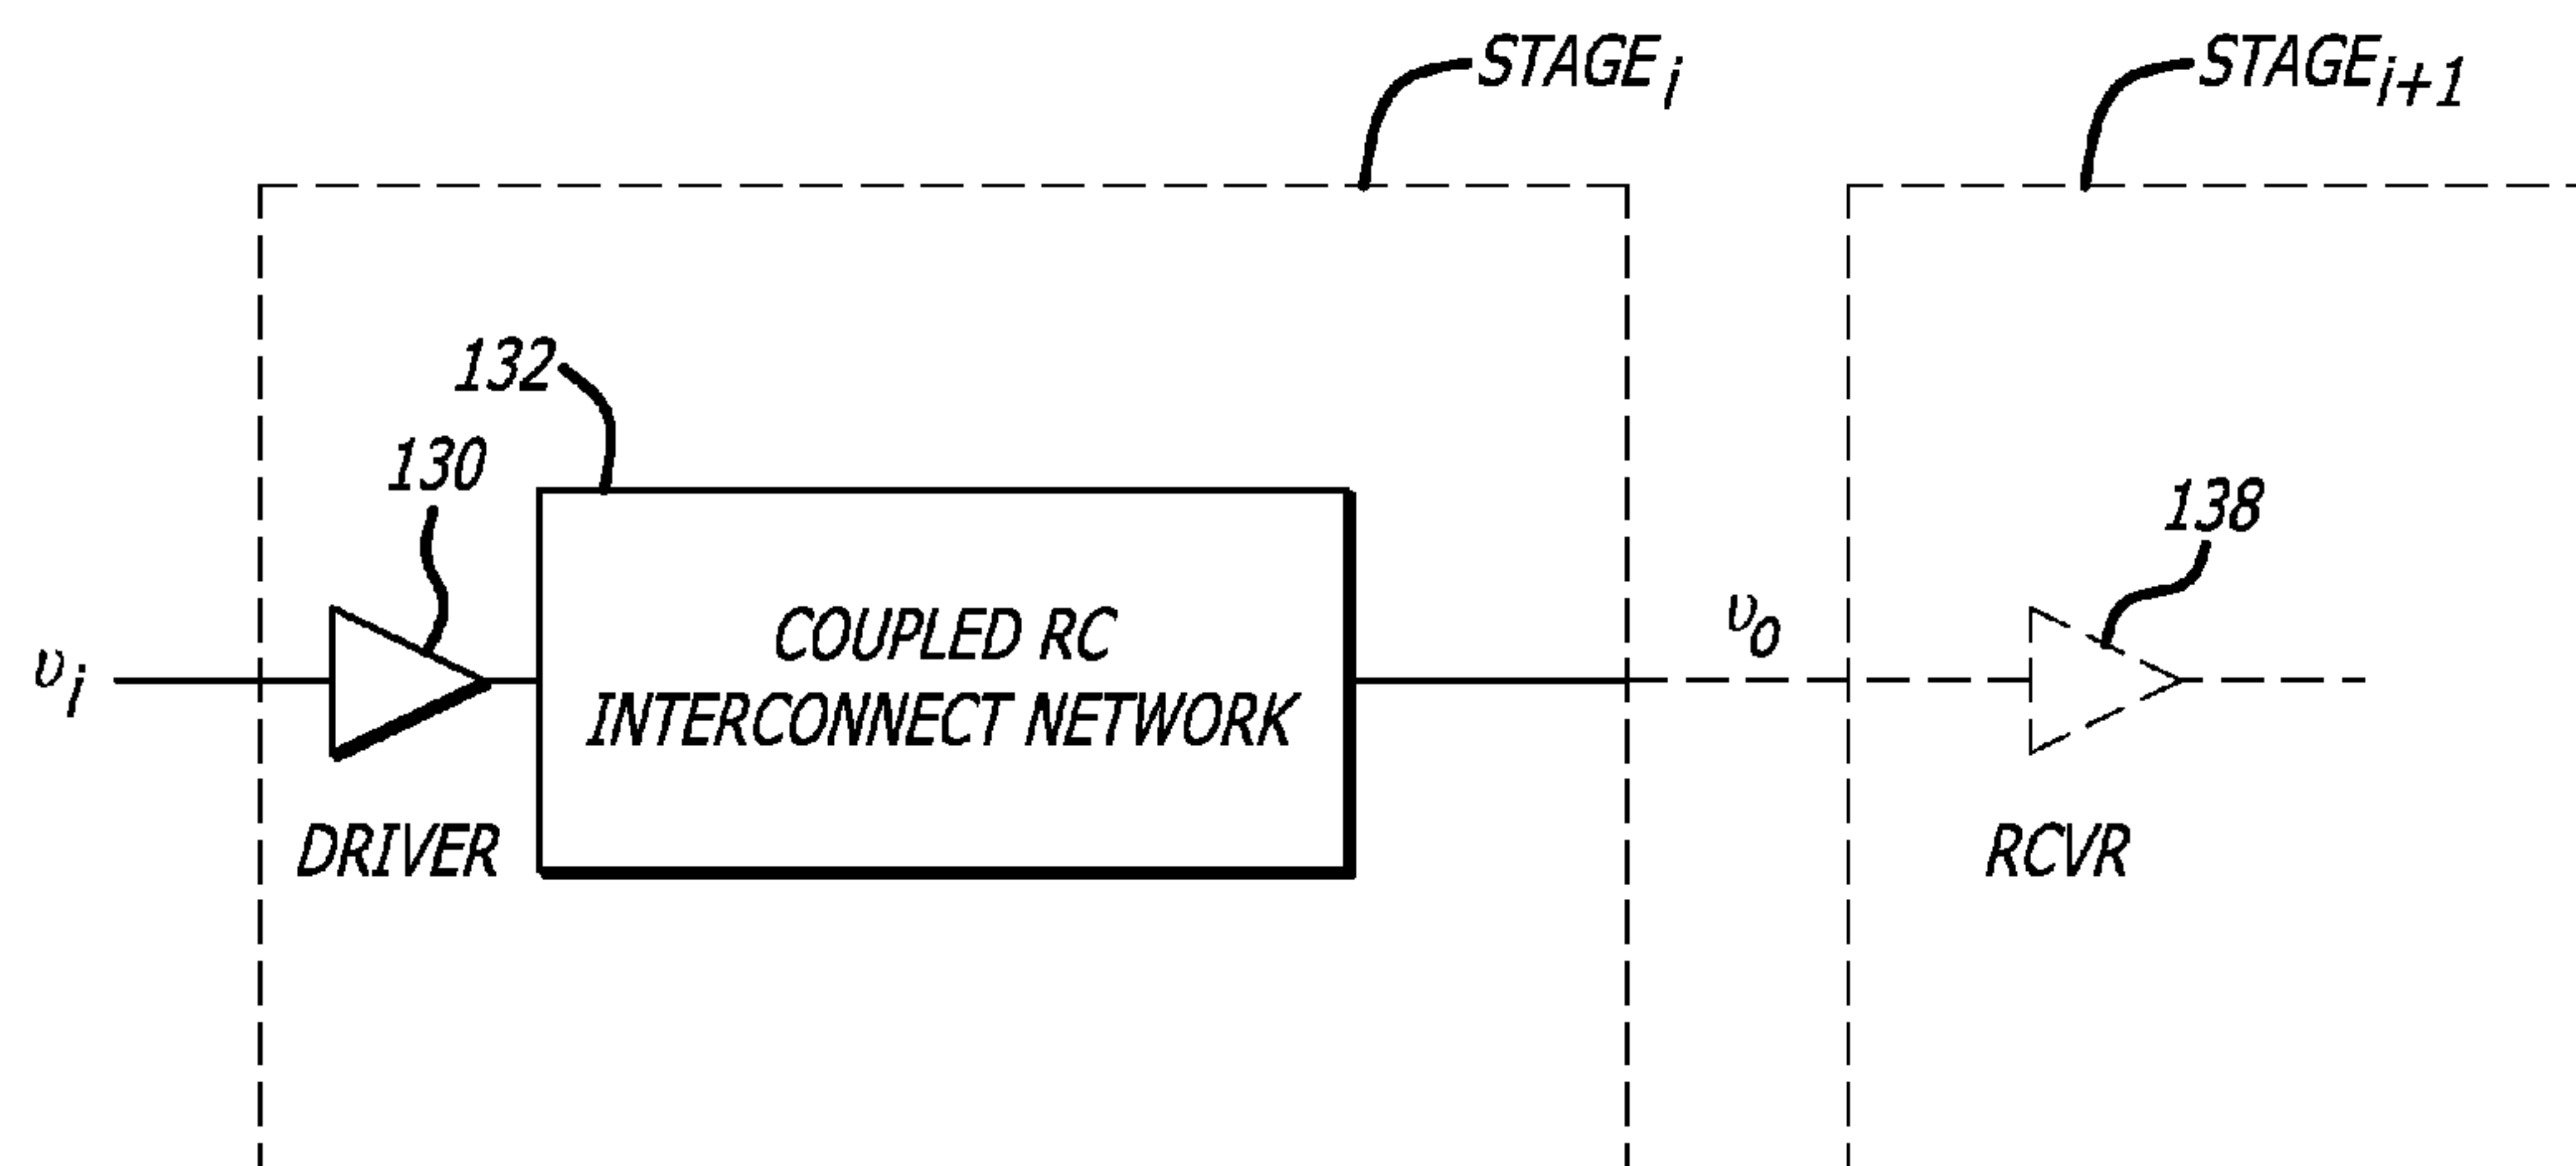 STAGEi
STAGEi+1
132
130
138
COUPLED RC
INTERCONNECT NETWORK
υi
υo
DRIVER
RCVR